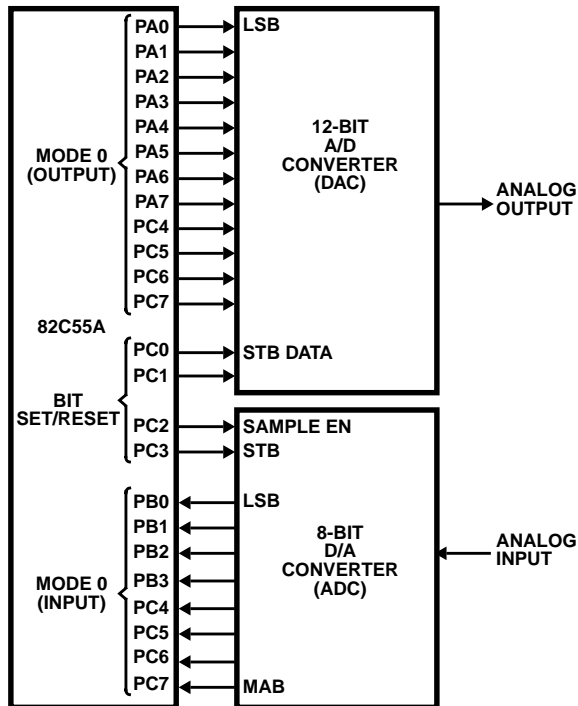 PA0
PA1
PA2
PA3
PA4
PA5
PA6
PA7
PC4
PC5
PC6
PC7
MODE 0
(OUTPUT)
LSB
12-BIT
A/D
CONVERTER
(DAC)
ANALOG
OUTPUT
82C55A
PC0
PC1
STB DATA
BIT
SET/RESET
PC2
PC3
SAMPLE EN
STB
PB0
PB1
PB2
PB3
PC4
PC5
PC6
PC7
MODE 0
(INPUT)
LSB
8-BIT
D/A
CONVERTER
(ADC)
MAB
ANALOG
INPUT